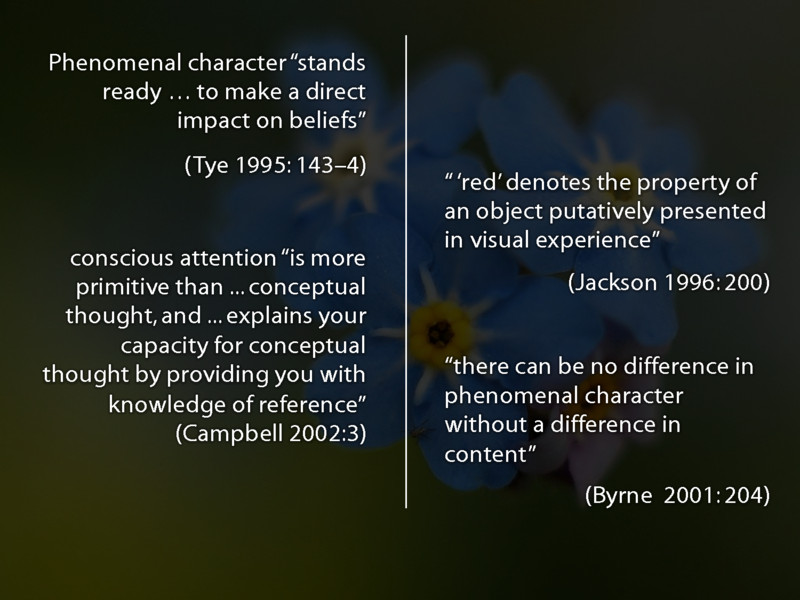 Phenomenal character “stands
ready … to make a direct
impact on beliefs”
(Tye 1995: 143–4)
conscious attention “is more
primitive than ... conceptual
thought, and ... explains your
capacity for conceptual
thought by providing you with
knowledge of reference”
(Campbell 2002:3)
“ ‘red’ denotes the property of
an object putatively presented
in visual experience”
(Jackson 1996: 200)
“there can be no difference in
phenomenal character
without a difference in
content”
(Byrne 2001: 204)